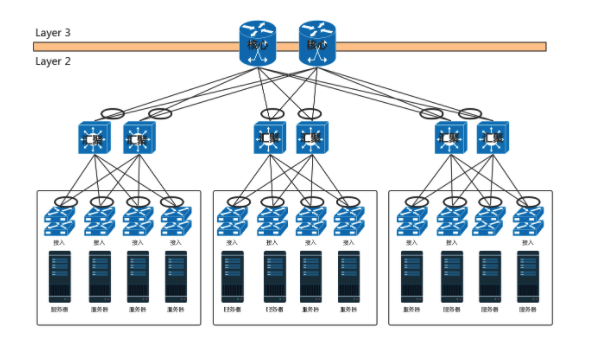 Layer 3
核心 核心
Layer 2
汇聚 汇聚 汇聚 汇聚 汇聚 汇聚
接入 接入 接入 接入 接入 接入 接入 接入 接入 接入 接入 接入
服务器 服务器 服务器 服务器 服务器 服务器 服务器 服务器 服务器 服务器 服务器 服务器